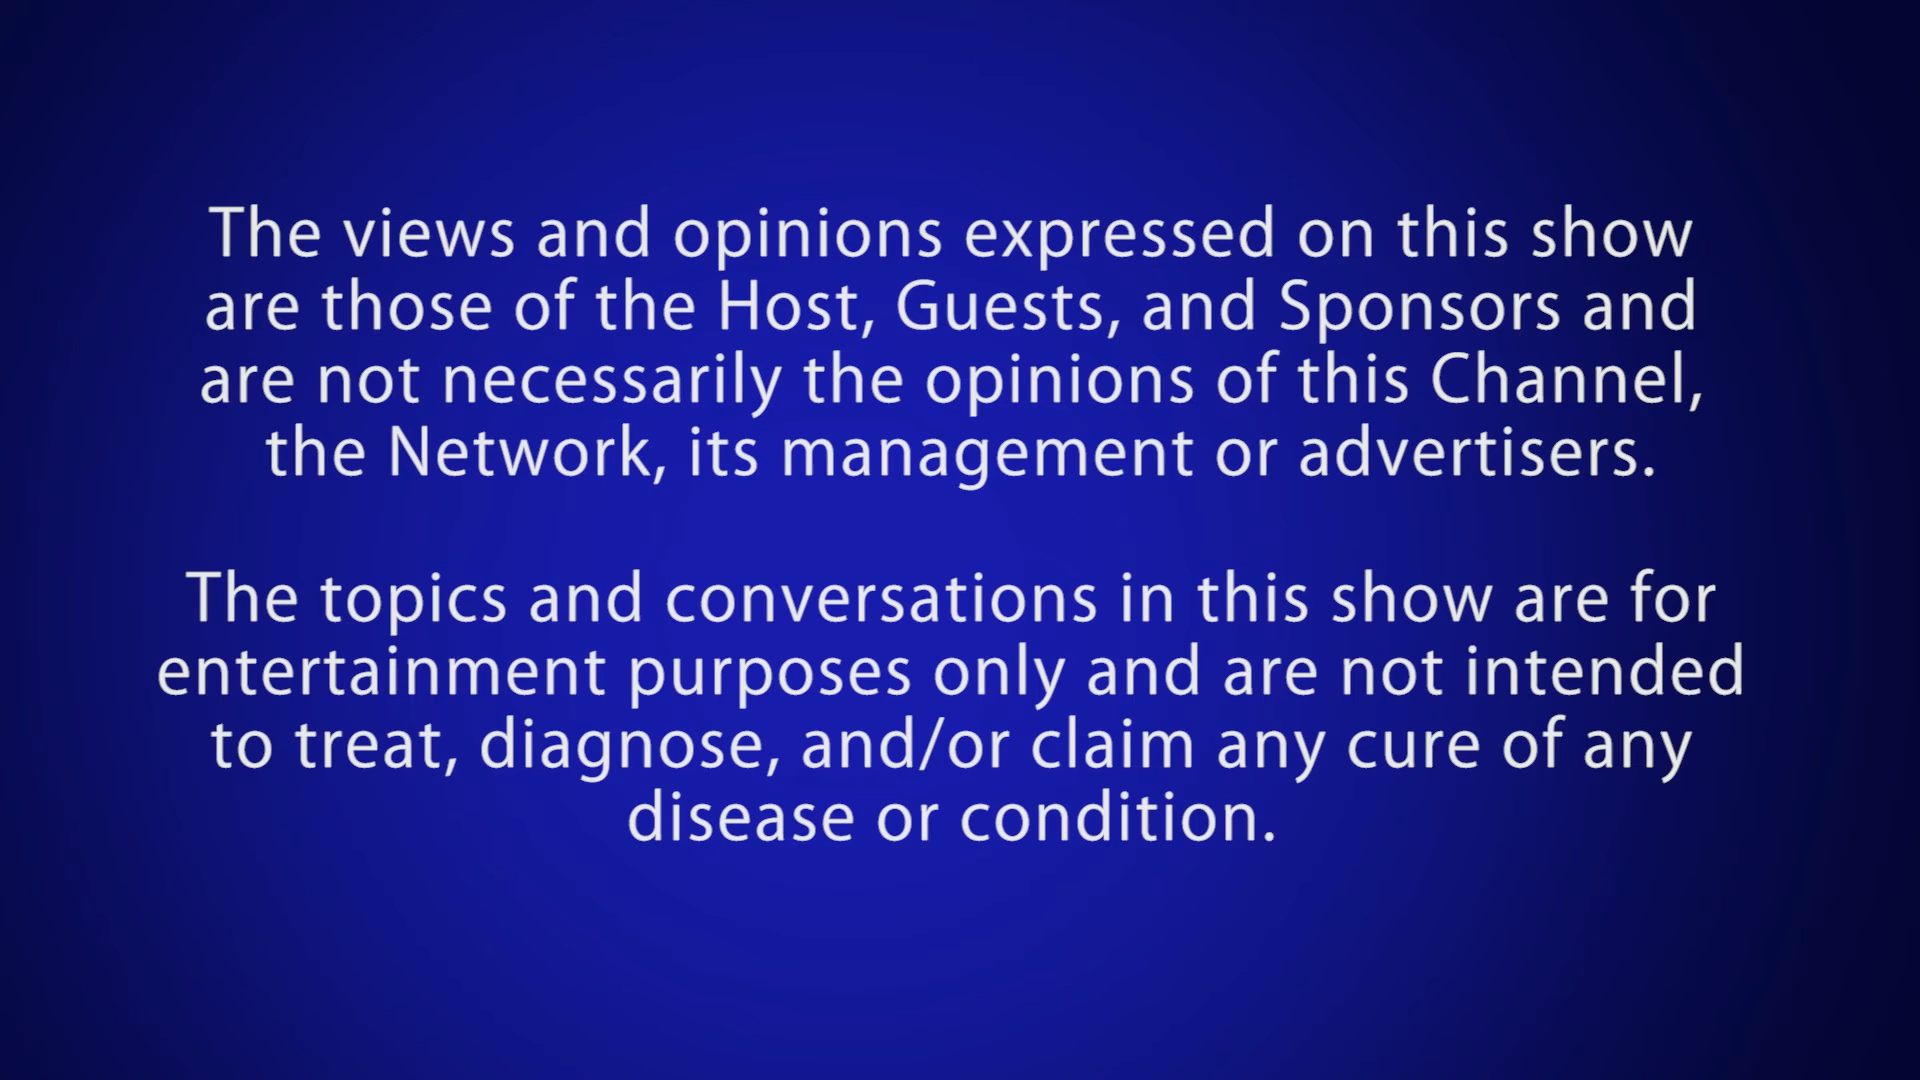 The views and opinions expressed on this show
are those of the Host, Guests, and Sponsors and
are not necessarily the opinions of this Channel,
the Network, its management or advertisers.
The topics and conversations in this show are for
entertainment purposes only and are not intended
to treat, diagnose, and/or claim any cure of any
disease or condition.